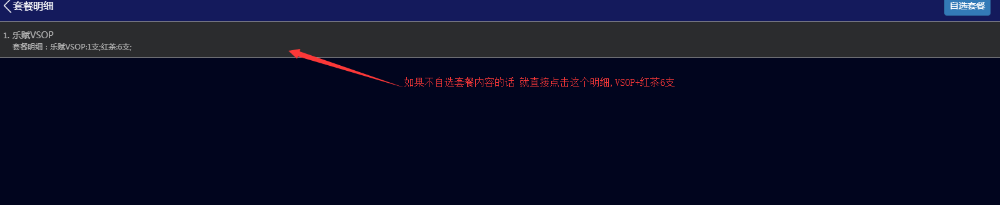 套餐明细
自选套餐
1. 乐赋VSOP
套餐明细：乐赋VSOP:1支;红茶:6支;
如果不自选套餐内容的话 就直接点击这个明细,VSOP+红茶6支